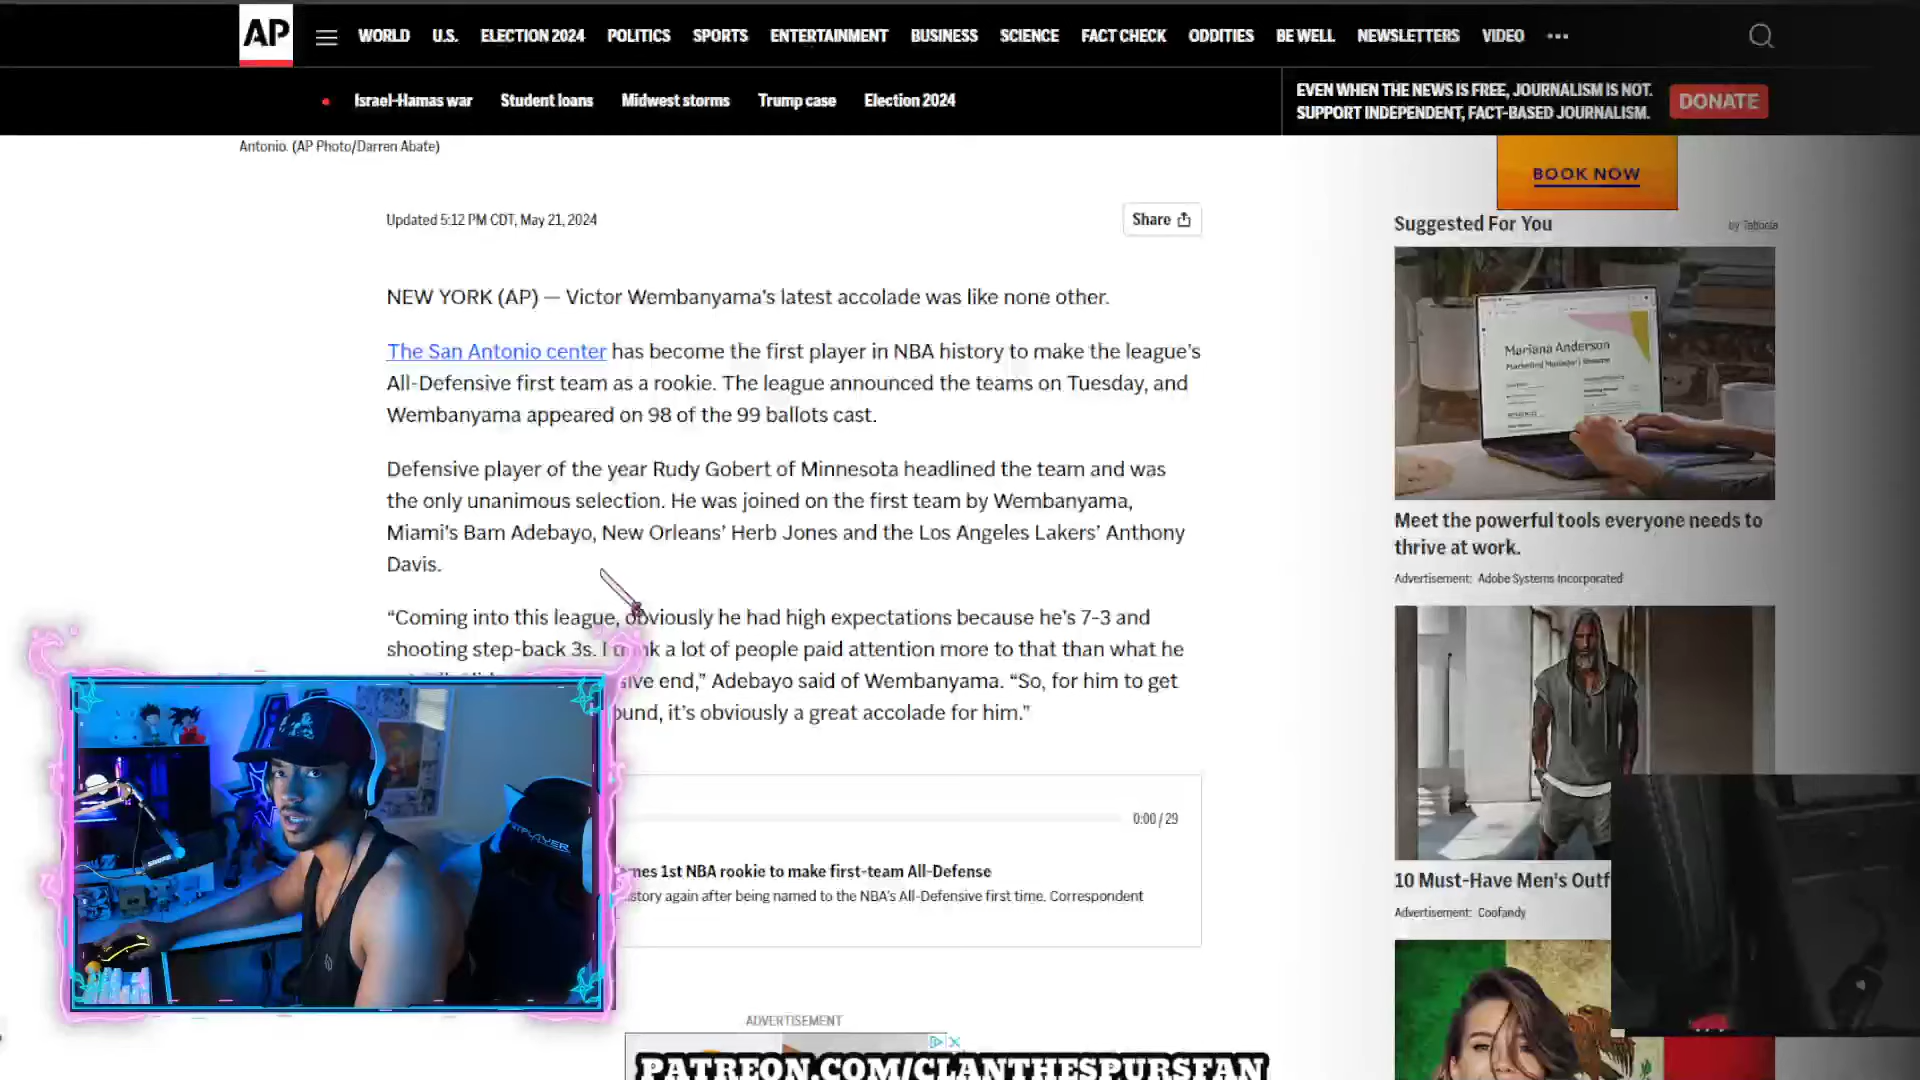 AP
WORLD U.S. ELECTION 2024 POLITICS SPORTS ENTERTAINMENT BUSINESS SCIENCE FACT CHECK ODDITIES BE WELL NEWSLETTERS VIDEO
Israel-Hamas war Student loans Midwest storms Trump case Election 2024
EVEN WHEN THE NEWS IS FREE, JOURNALISM IS NOT.
SUPPORT INDEPENDENT, FACT-BASED JOURNALISM.
DONATE
Antonio. (AP Photo/Darren Abate)
Updated 5:12 PM CDT, May 21, 2024
Share
NEW YORK (AP) — Victor Wembanyama's latest accolade was like none other.
The San Antonio center has become the first player in NBA history to make the league's
All-Defensive first team as a rookie. The league announced the teams on Tuesday, and
Wembanyama appeared on 98 of the 99 ballots cast.
Defensive player of the year Rudy Gobert of Minnesota headlined the team and was
the only unanimous selection. He was joined on the first team by Wembanyama,
Miami's Bam Adebayo, New Orleans' Herb Jones and the Los Angeles Lakers' Anthony
Davis.
“Coming into this league, obviously he had high expectations because he's 7-3 and
shooting step-back 3s. I think a lot of people paid attention more to that than what he
end,” Adebayo said of Wembanyama. “So, for him to get
it's obviously a great accolade for him.”
0:00 / 29
1st NBA rookie to make first-team All-Defense
again after being named to the NBA's All-Defensive first time. Correspondent
ADVERTISEMENT
PATREON.COM/CLANTHESPURSFAN
BOOK NOW
Suggested For You
by Taboola
Mariana Anderson
Meet the powerful tools everyone needs to
thrive at work.
Advertisement: Adobe Systems Incorporated
10 Must-Have Men's Outf
Advertisement: Coofandy